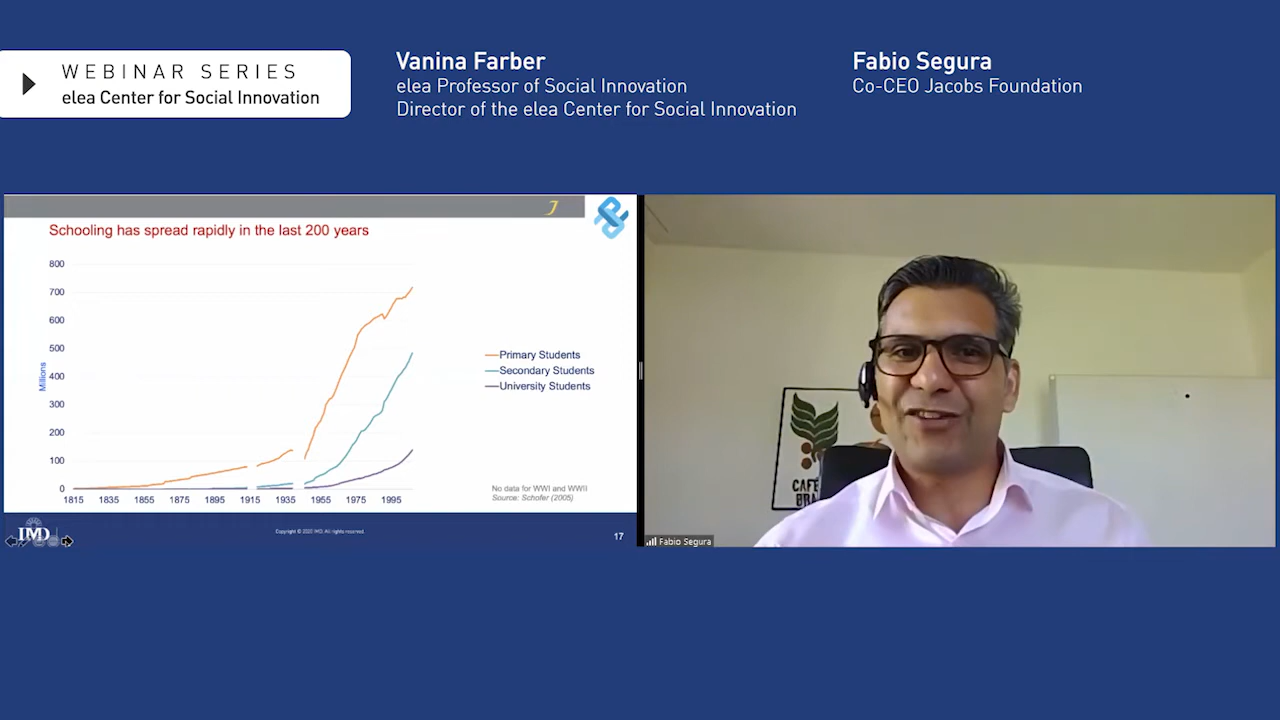 WEBINAR SERIES
elea Center for Social Innovation
Vanina Farber
elea Professor of Social Innovation
Director of the elea Center for Social Innovation
Fabio Segura
Co-CEO Jacobs Foundation
J
Schooling has spread rapidly in the last 200 years
800
700
600
500
400
300
200
100
0
Millions
1815 1835 1855 1875 1895 1915 1935 1955 1975 1995
Primary Students
Secondary Students
University Students
No data for WWI and WWII
Source: Schofer (2005)
IMD
Copyright © 2020 IMD. All rights reserved.
17
CAFÉ
BRA
Fabio Segura